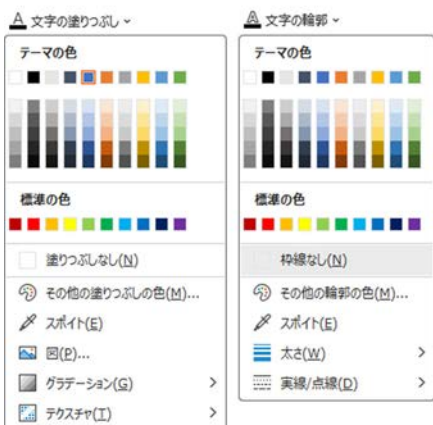 文字の塗りつぶし
テーマの色
標準の色
塗りつぶしなし(N)
その他の塗りつぶしの色(M)...
スポイト(E)
図(P)...
グラデーション(G)
テクスチャ(T)
文字の輪郭
テーマの色
標準の色
枠線なし(N)
その他の輪郭の色(M)...
スポイト(E)
太さ(W)
実線/点線(D)